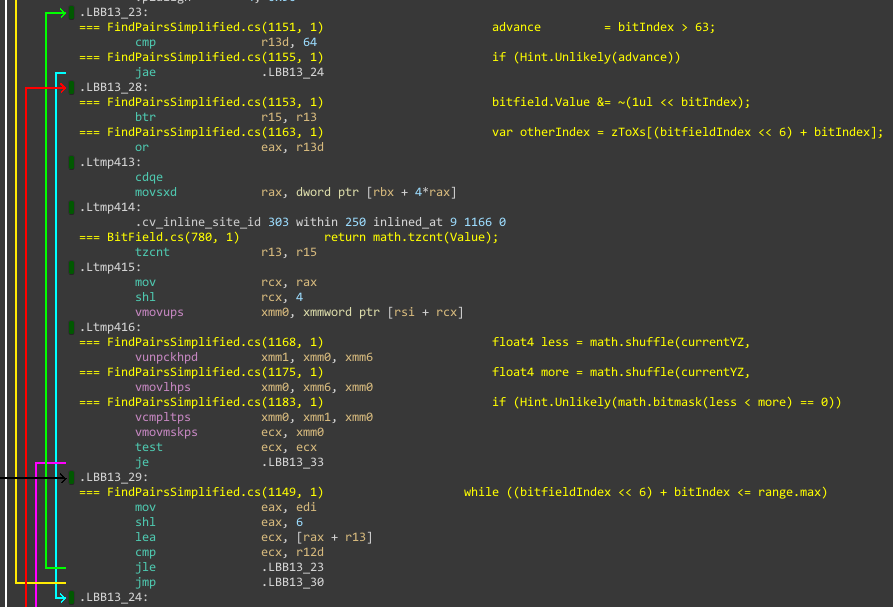 .LBB13_23:
=== FindPairsSimplified.cs(1151, 1) advance = bitIndex > 63;
cmp r13d, 64
=== FindPairsSimplified.cs(1155, 1) if (Hint.Unlikely(advance))
jae .LBB13_24
.LBB13_28:
=== FindPairsSimplified.cs(1153, 1) bitfield.Value &= ~(1ul << bitIndex);
btr r15, r13
=== FindPairsSimplified.cs(1163, 1) var otherIndex = zToXs[(bitfieldIndex << 6) + bitIndex];
or eax, r13d
.Ltmp413:
cdqe
movsxd rax, dword ptr [rbx + 4*rax]
.Ltmp414:
.cv_inline_site_id 303 within 250 inlined_at 9 1166 0
=== BitField.cs(780, 1) return math.tzcnt(Value);
tzcnt r13, r15
.Ltmp415:
mov rcx, rax
shl rcx, 4
vmovups xmm0, xmmword ptr [rsi + rcx]
.Ltmp416:
=== FindPairsSimplified.cs(1168, 1) float4 less = math.shuffle(currentYZ,
vunpckhpd xmm1, xmm0, xmm6
=== FindPairsSimplified.cs(1175, 1) float4 more = math.shuffle(currentYZ,
vmovlhps xmm0, xmm6, xmm0
=== FindPairsSimplified.cs(1183, 1) if (Hint.Unlikely(math.bitmask(less < more) == 0))
vcmpltps xmm0, xmm1, xmm0
vmovmskps ecx, xmm0
test ecx, ecx
je .LBB13_33
.LBB13_29:
=== FindPairsSimplified.cs(1149, 1) while ((bitfieldIndex << 6) + bitIndex <= range.max)
mov eax, edi
shl eax, 6
lea ecx, [rax + r13]
cmp ecx, r12d
jle .LBB13_23
jmp .LBB13_30
.LBB13_24: